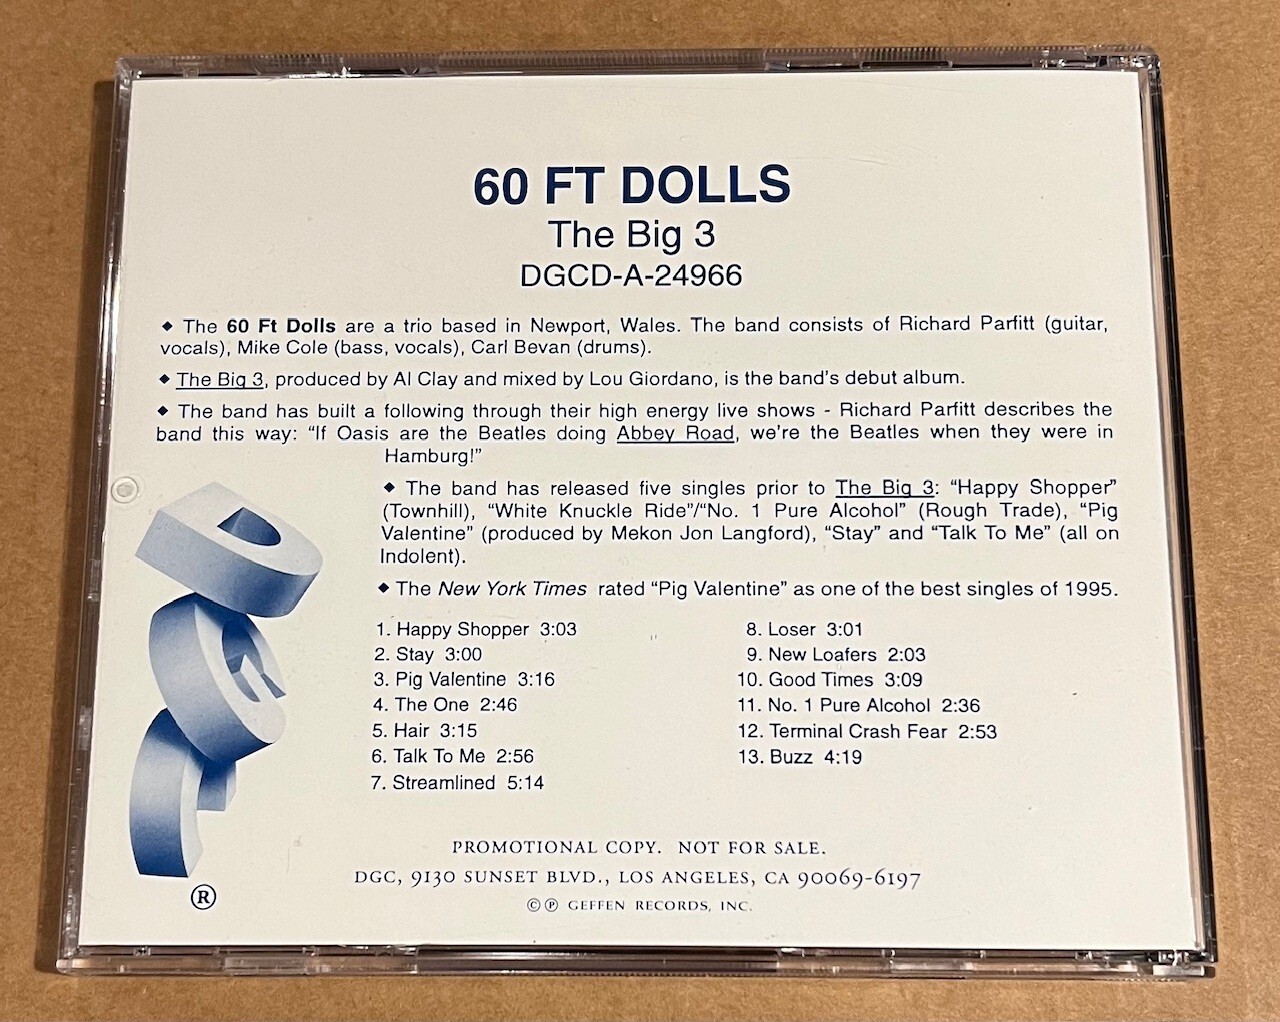 60 FT DOLLS
The Big 3
DGCD-A-24966
◆ The 60 Ft Dolls are a trio based in Newport, Wales. The band consists of Richard Parfitt (guitar,
vocals), Mike Cole (bass, vocals), Carl Bevan (drums).
◆ The Big 3, produced by Al Clay and mixed by Lou Giordano, is the band's debut album.
◆ The band has built a following through their high energy live shows - Richard Parfitt describes the
band this way: “If Oasis are the Beatles doing Abbey Road, we're the Beatles when they were in
Hamburg!”
◆ The band has released five singles prior to The Big 3: “Happy Shopper”
(Townhill), “White Knuckle Ride”/“No. 1 Pure Alcohol” (Rough Trade), “Pig
Valentine” (produced by Mekon Jon Langford), “Stay” and “Talk To Me” (all on
Indolent).
◆ The New York Times rated “Pig Valentine” as one of the best singles of 1995.
1. Happy Shopper 3:03
2. Stay 3:00
3. Pig Valentine 3:16
4. The One 2:46
5. Hair 3:15
6. Talk To Me 2:56
7. Streamlined 5:14
8. Loser 3:01
9. New Loafers 2:03
10. Good Times 3:09
11. No. 1 Pure Alcohol 2:36
12. Terminal Crash Fear 2:53
13. Buzz 4:19
DGC
®
PROMOTIONAL COPY. NOT FOR SALE.
DGC, 9130 SUNSET BLVD., LOS ANGELES, CA 90069-6197
© ℗ GEFFEN RECORDS, INC.